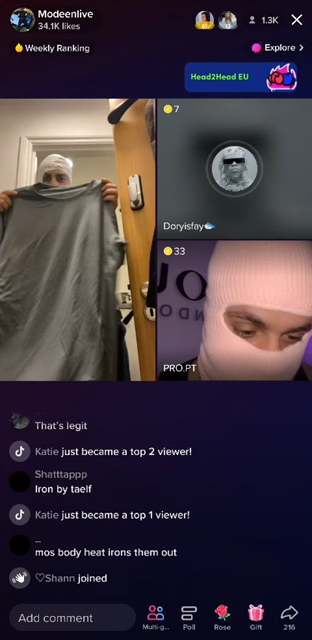 Modeenlive
34.1K likes
1.3K
Weekly Ranking
Explore >
Head2Head EU
7
Doryisfay
33
OU
NDO
PRO.PT
That's legit
Katie just became a top 2 viewer!
Shatttappp
Iron by taelf
Katie just became a top 1 viewer!
–
mos body heat irons them out
♡Shann joined
Add comment
Multi-g...
Poll
Rose
Gift
216